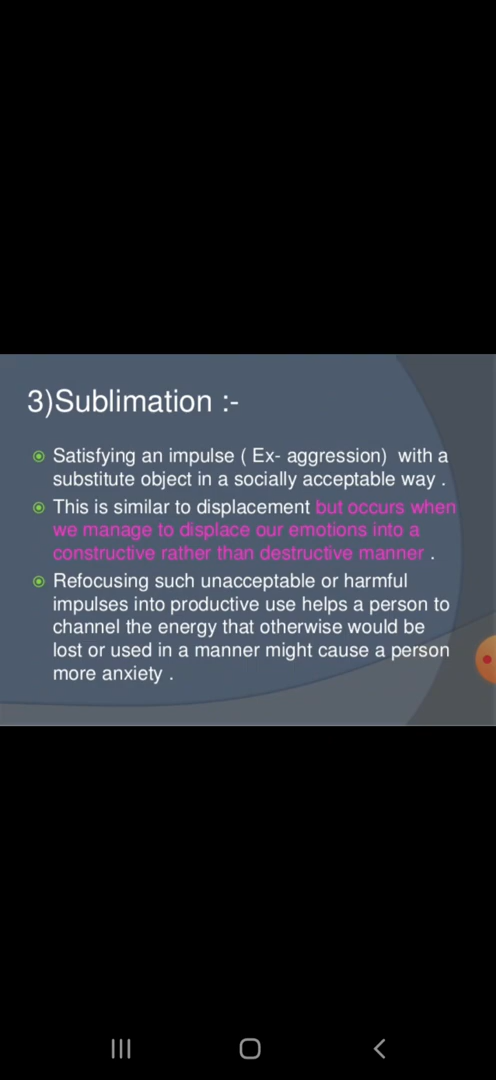 3)Sublimation :-
Satisfying an impulse ( Ex- aggression) with a
substitute object in a socially acceptable way .
This is similar to displacement but occurs when
we manage to displace our emotions into a
constructive rather than destructive manner .
Refocusing such unacceptable or harmful
impulses into productive use helps a person to
channel the energy that otherwise would be
lost or used in a manner might cause a person
more anxiety .